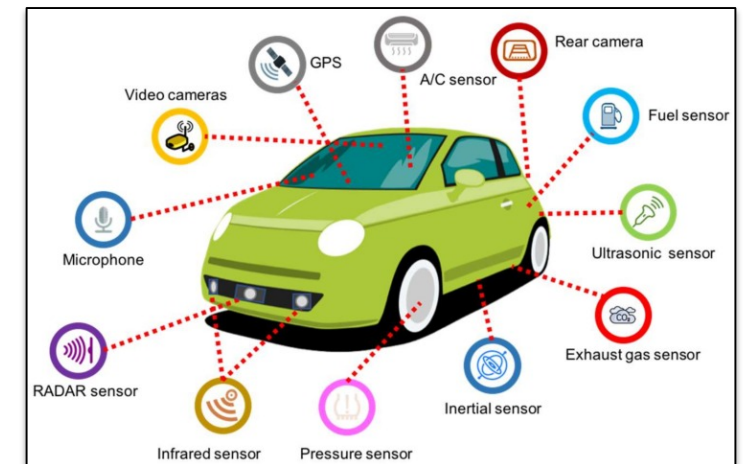 Rear camera
GPS
A/C sensor
Video cameras
Fuel sensor
Microphone
Ultrasonic sensor
CO₂
Exhaust gas sensor
RADAR sensor
Inertial sensor
Infrared sensor
Pressure sensor